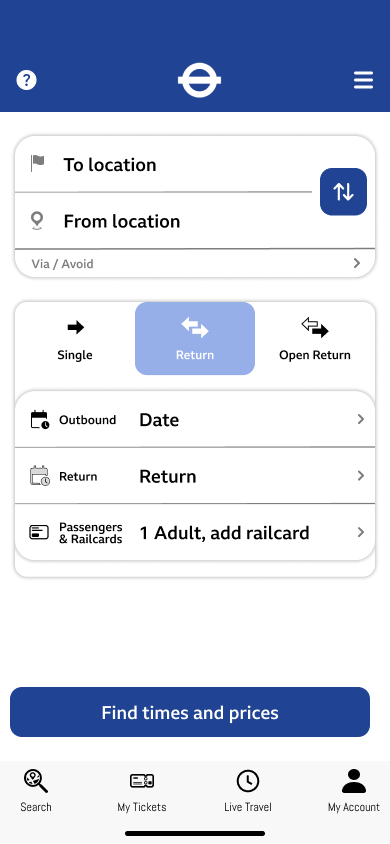 ?
To location
From location
Via / Avoid
Single
Return
Open Return
Outbound
Date
Return
Return
Passengers
& Railcards
1 Adult, add railcard
Find times and prices
Search
My Tickets
Live Travel
My Account